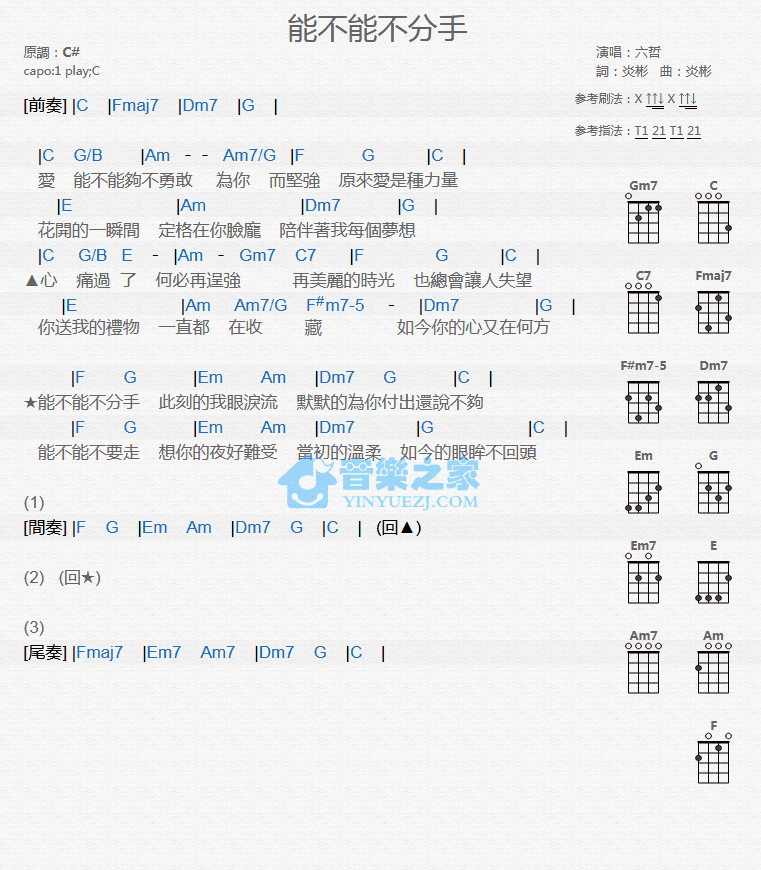 能不能不分手
原調：C#
capo:1 play;C
演唱：六哲
詞：炎彬 曲：炎彬
参考刷法：X ↑↑↓ X ↑↑↓
参考指法：T1 21 T1 21
[前奏] |C |Fmaj7 |Dm7 |G |
|C G/B |Am - - Am7/G |F G |C |
愛 能不能夠不勇敢 為你 而堅強 原來愛是種力量
|E |Am |Dm7 |G |
花開的一瞬間 定格在你臉龐 陪伴著我每個夢想
|C G/B E - |Am - Gm7 C7 |F G |C |
▲心 痛過 了 何必再逞強 再美麗的時光 也總會讓人失望
|E |Am Am7/G F#m7-5 - |Dm7 |G |
你送我的禮物 一直都 在收 藏 如今你的心又在何方
|F G |Em Am |Dm7 G |C |
★能不能不分手 此刻的我眼淚流 默默的為你付出還說不夠
|F G |Em Am |Dm7 |G |C |
能不能不要走 想你的夜好難受 當初的溫柔 如今的眼眸不回頭
(1)
[間奏] |F G |Em Am |Dm7 G |C | (回▲)
(2) (回★)
(3)
[尾奏] |Fmaj7 |Em7 Am7 |Dm7 G |C |
Gm7 C
C7 Fmaj7
F#m7-5 Dm7
Em G
Em7 E
Am7 Am
F
音樂之家
YINYUEZJ.COM